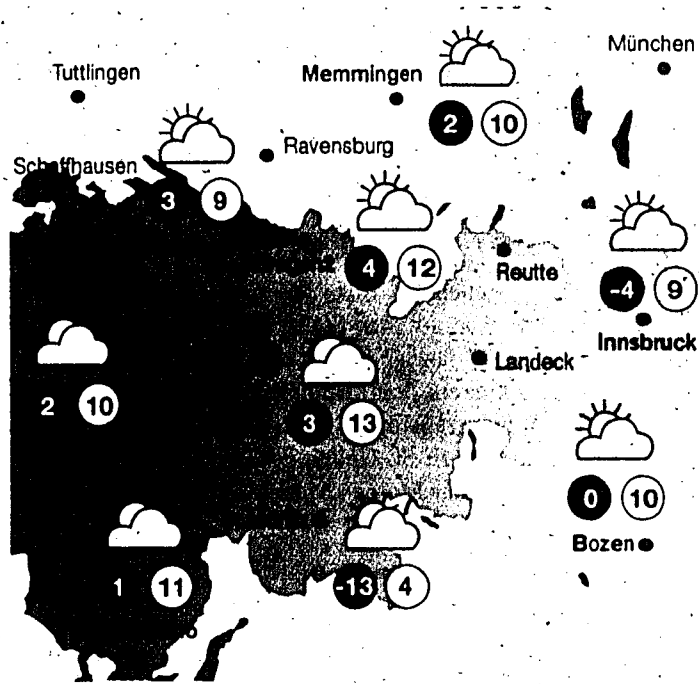 München
Tuttlingen
Memmingen
2 10
Ravensburg
Schaffhausen
3 9
4 12
Reutte
-4 9
Innsbruck
Landeck
2 10
3 13
0 10
Bozen
1 11
-13 4